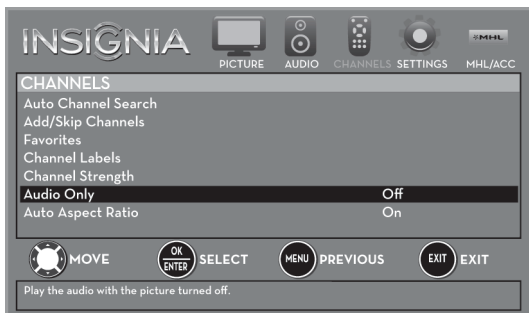 INSIGNIA
PICTURE AUDIO CHANNELS SETTINGS MHL MHL/ACC
CHANNELS
Auto Channel Search
Add/Skip Channels
Favorites
Channel Labels
Channel Strength
Audio Only Off
Auto Aspect Ratio On
MOVE OK ENTER SELECT MENU PREVIOUS EXIT EXIT
Play the audio with the picture turned off.